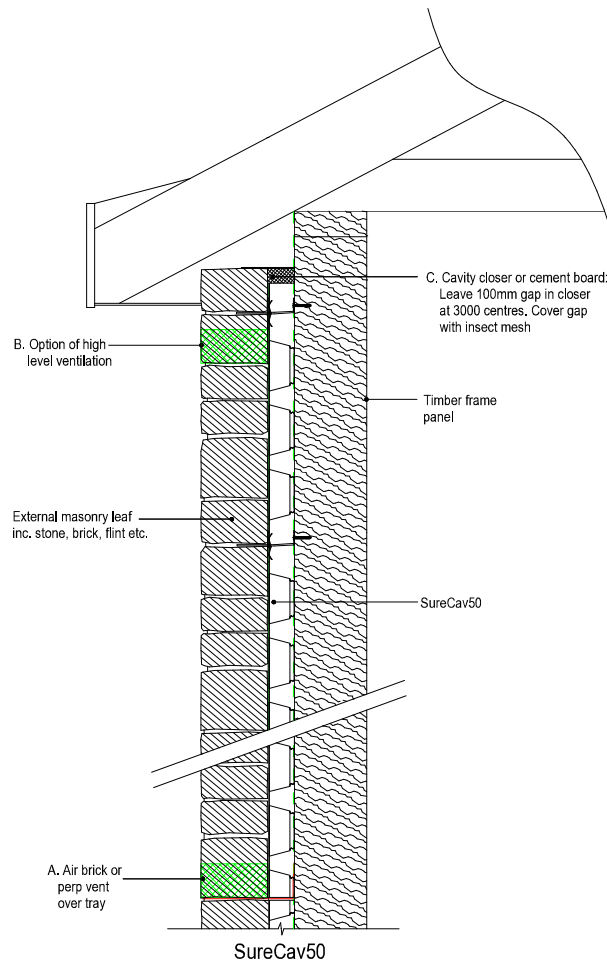 C. Cavity closer or cement board:
Leave 100mm gap in closer
at 3000 centres. Cover gap
with insect mesh
B. Option of high
level ventilation
Timber frame
panel
External masonry leaf
inc. stone, brick, flint etc.
SureCav50
A. Air brick or
perp vent
over tray
SureCav50